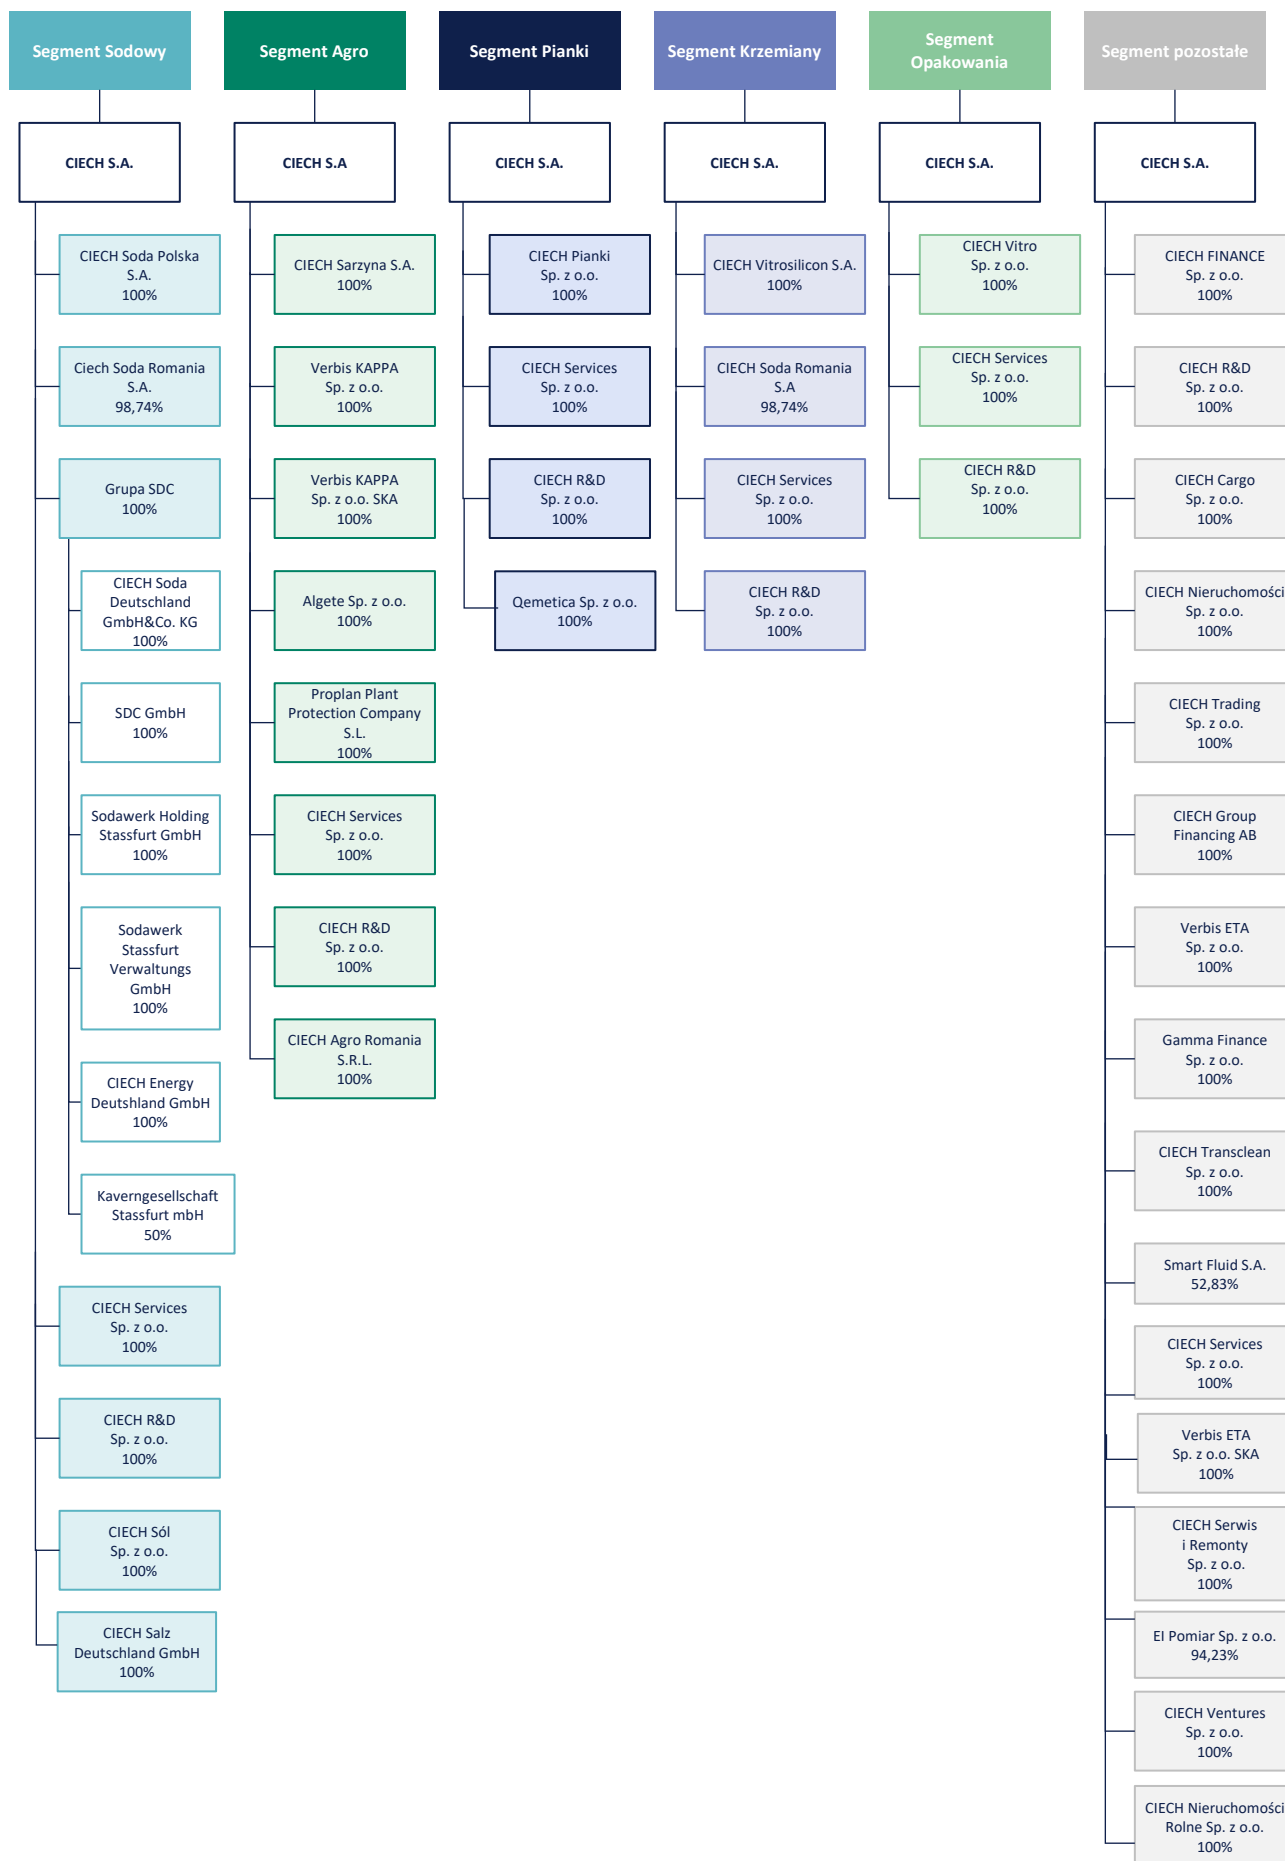 Segment Sodowy
CIECH S.A.
CIECH Soda Polska
S.A.
100%
Ciech Soda Romania
S.A.
98,74%
Grupa SDC
100%
CIECH Soda
Deutschland
GmbH&Co. KG
100%
SDC GmbH
100%
Sodawerk Holding
Stassfurt GmbH
100%
Sodawerk
Stassfurt
Verwaltungs
GmbH
100%
CIECH Energy
Deutshland GmbH
100%
Kaverngesellschaft
Stassfurt mbH
50%
CIECH Services
Sp. z o.o.
100%
CIECH R&D
Sp. z o.o.
100%
CIECH Sól
Sp. z o.o.
100%
CIECH Salz
Deutschland GmbH
100%
Segment Agro
CIECH S.A
CIECH Sarzyna S.A.
100%
Verbis KAPPA
Sp. z o.o.
100%
Verbis KAPPA
Sp. z o.o. SKA
100%
Algete Sp. z o.o.
100%
Proplan Plant
Protection Company
S.L.
100%
CIECH Services
Sp. z o.o.
100%
CIECH R&D
Sp. z o.o.
100%
CIECH Agro Romania
S.R.L.
100%
Segment Pianki
CIECH S.A.
CIECH Pianki
Sp. z o.o.
100%
CIECH Services
Sp. z o.o.
100%
CIECH R&D
Sp. z o.o.
100%
Qemetica Sp. z o.o.
100%
Segment Krzemiany
CIECH S.A.
CIECH Vitrosilicon S.A.
100%
CIECH Soda Romania
S.A
98,74%
CIECH Services
Sp. z o.o.
100%
CIECH R&D
Sp. z o.o.
100%
Segment
Opakowania
CIECH S.A.
CIECH Vitro
Sp. z o.o.
100%
CIECH Services
Sp. z o.o.
100%
CIECH R&D
Sp. z o.o.
100%
Segment pozostałe
CIECH S.A.
CIECH FINANCE
Sp. z o.o.
100%
CIECH R&D
Sp. z o.o.
100%
CIECH Cargo
Sp. z o.o.
100%
CIECH Nieruchomości
Sp. z o.o.
100%
CIECH Trading
Sp. z o.o.
100%
CIECH Group
Financing AB
100%
Verbis ETA
Sp. z o.o.
100%
Gamma Finance
Sp. z o.o.
100%
CIECH Transclean
Sp. z o.o.
100%
Smart Fluid S.A.
52,83%
CIECH Services
Sp. z o.o.
100%
Verbis ETA
Sp. z o.o. SKA
100%
CIECH Serwis
i Remonty
Sp. z o.o.
100%
El Pomiar Sp. z o.o.
94,23%
CIECH Ventures
Sp. z o.o.
100%
CIECH Nieruchomości
Rolne Sp. z o.o.
100%